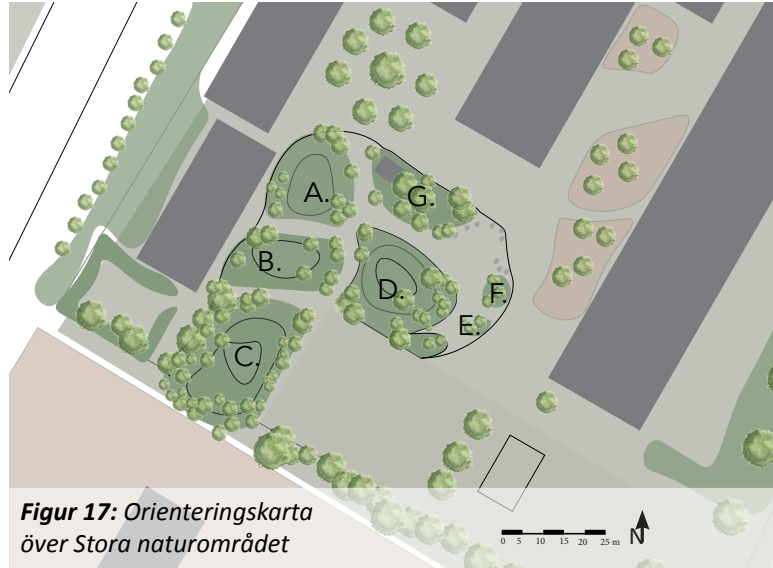 A.
G.
B.
D.
F.
E.
C.
Figur 17: Orienteringskarta
över Stora naturområdet
0 5 10 15 20 25 m
N